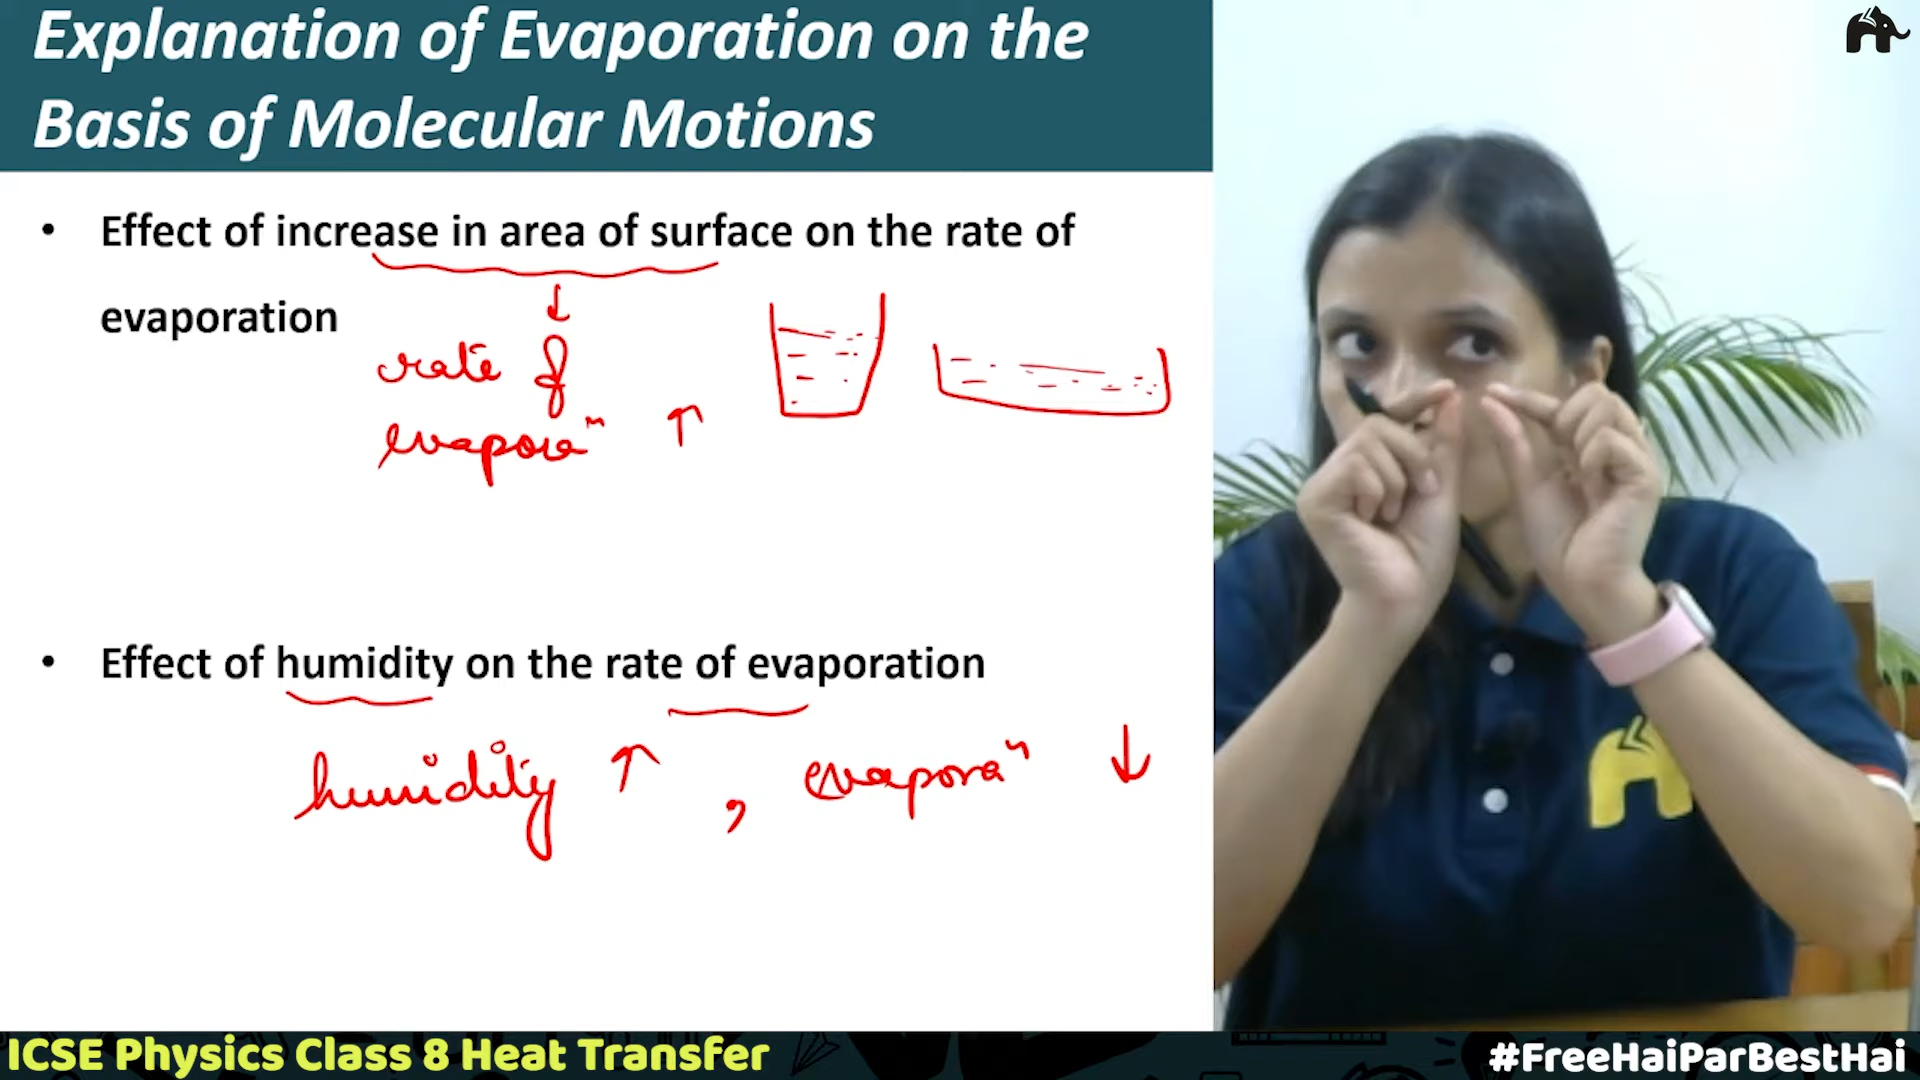 Explanation of Evaporation on the
Basis of Molecular Motions
• Effect of increase in area of surface on the rate of
evaporation
rate of
evaporaⁿ ↑
• Effect of humidity on the rate of evaporation
humidity ↑ , evaporaⁿ ↓
ICSE Physics Class 8 Heat Transfer
#FreeHaiParBestHai